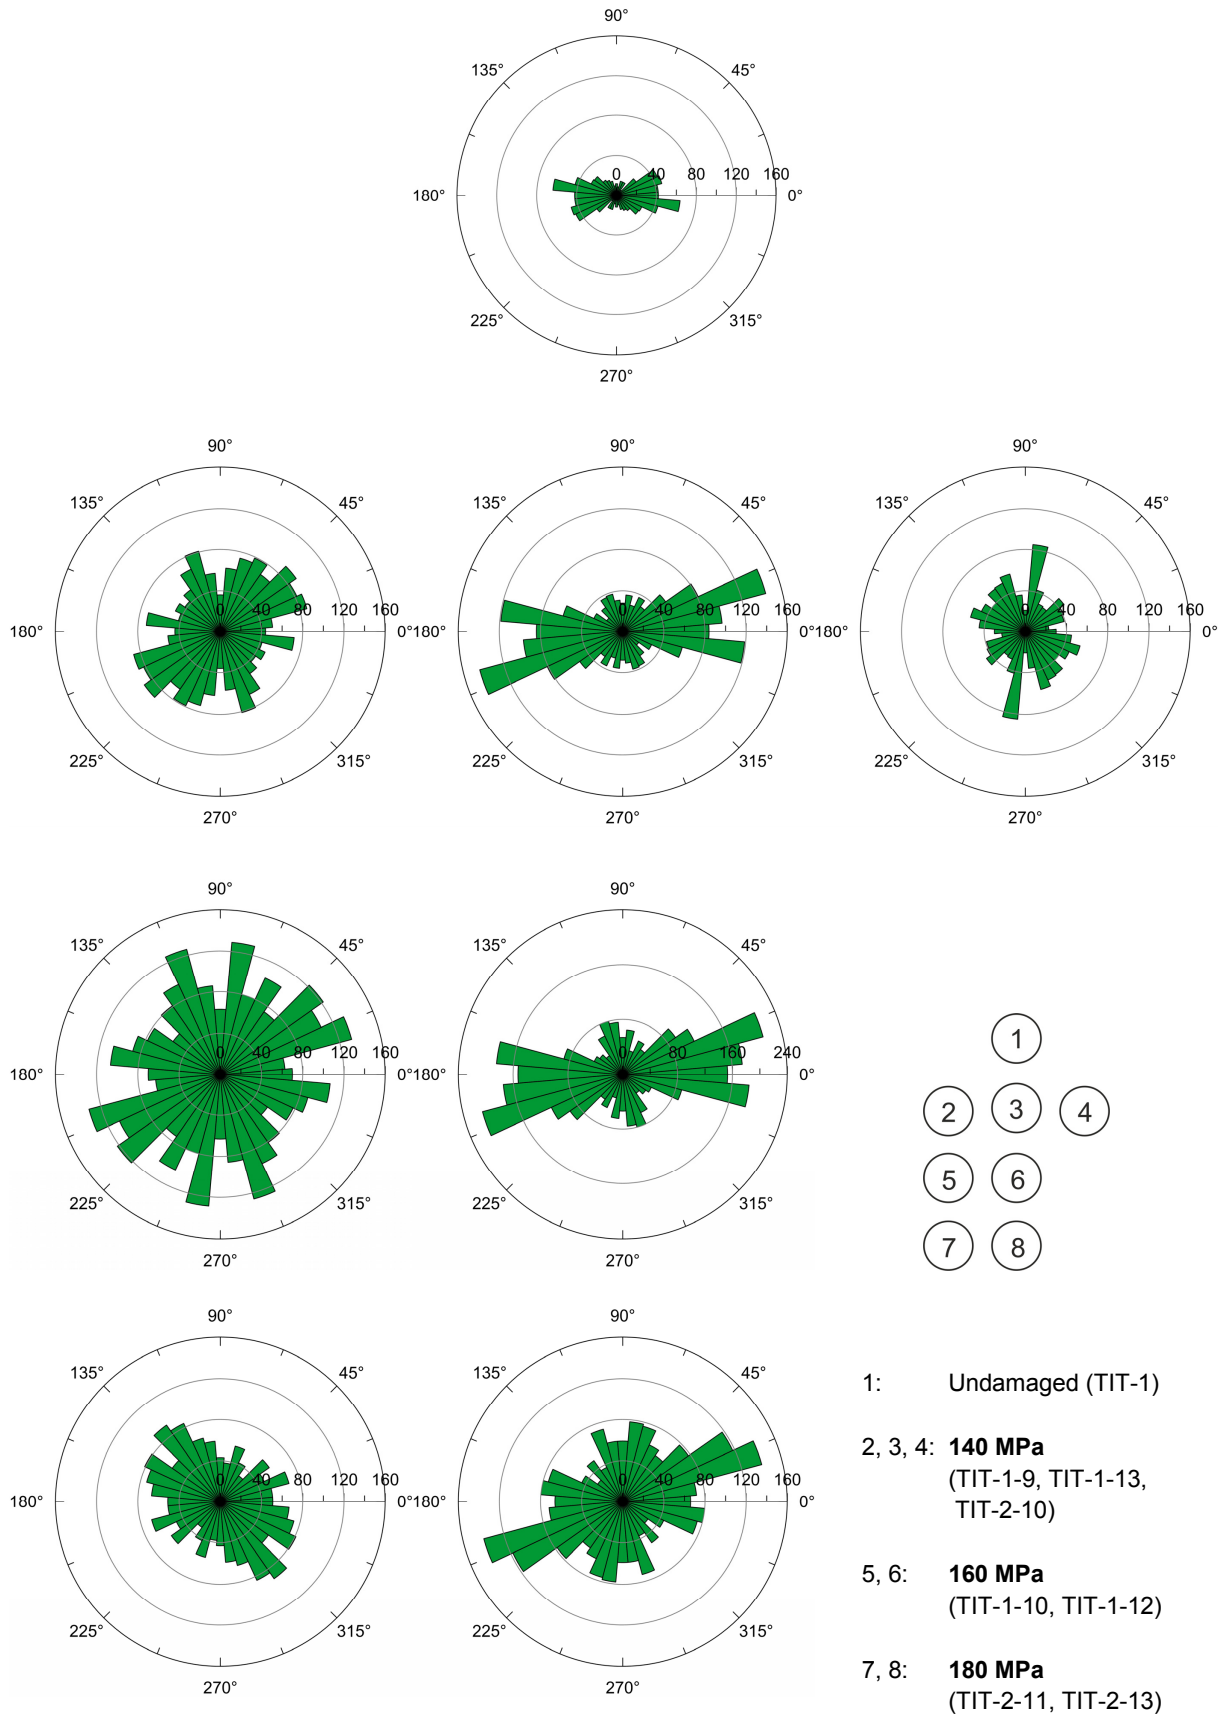 90°
135° 45°
0 40 80 120 160
180° 0°
225° 315°
270°
90° 90° 90°
135° 45° 135° 45° 135° 45°
0 40 80 120 160 0 40 80 120 160 0 40 80 120 160
180° 0° 180° 0° 180° 0°
225° 315° 225° 315° 225° 315°
270° 270° 270°
90° 90°
135° 45° 135° 45°
0 40 80 120 160 0 80 160 240
180° 0° 180° 0°
225° 315° 225° 315°
270° 270°
1
2 3 4
5 6
7 8
90° 90°
135° 45° 135° 45°
0 40 80 120 160 0 40 80 120 160
180° 0° 180° 0°
225° 315° 225° 315°
270° 270°
1: Undamaged (TIT-1)
2, 3, 4: 140 MPa
(TIT-1-9, TIT-1-13,
TIT-2-10)
5, 6: 160 MPa
(TIT-1-10, TIT-1-12)
7, 8: 180 MPa
(TIT-2-11, TIT-2-13)